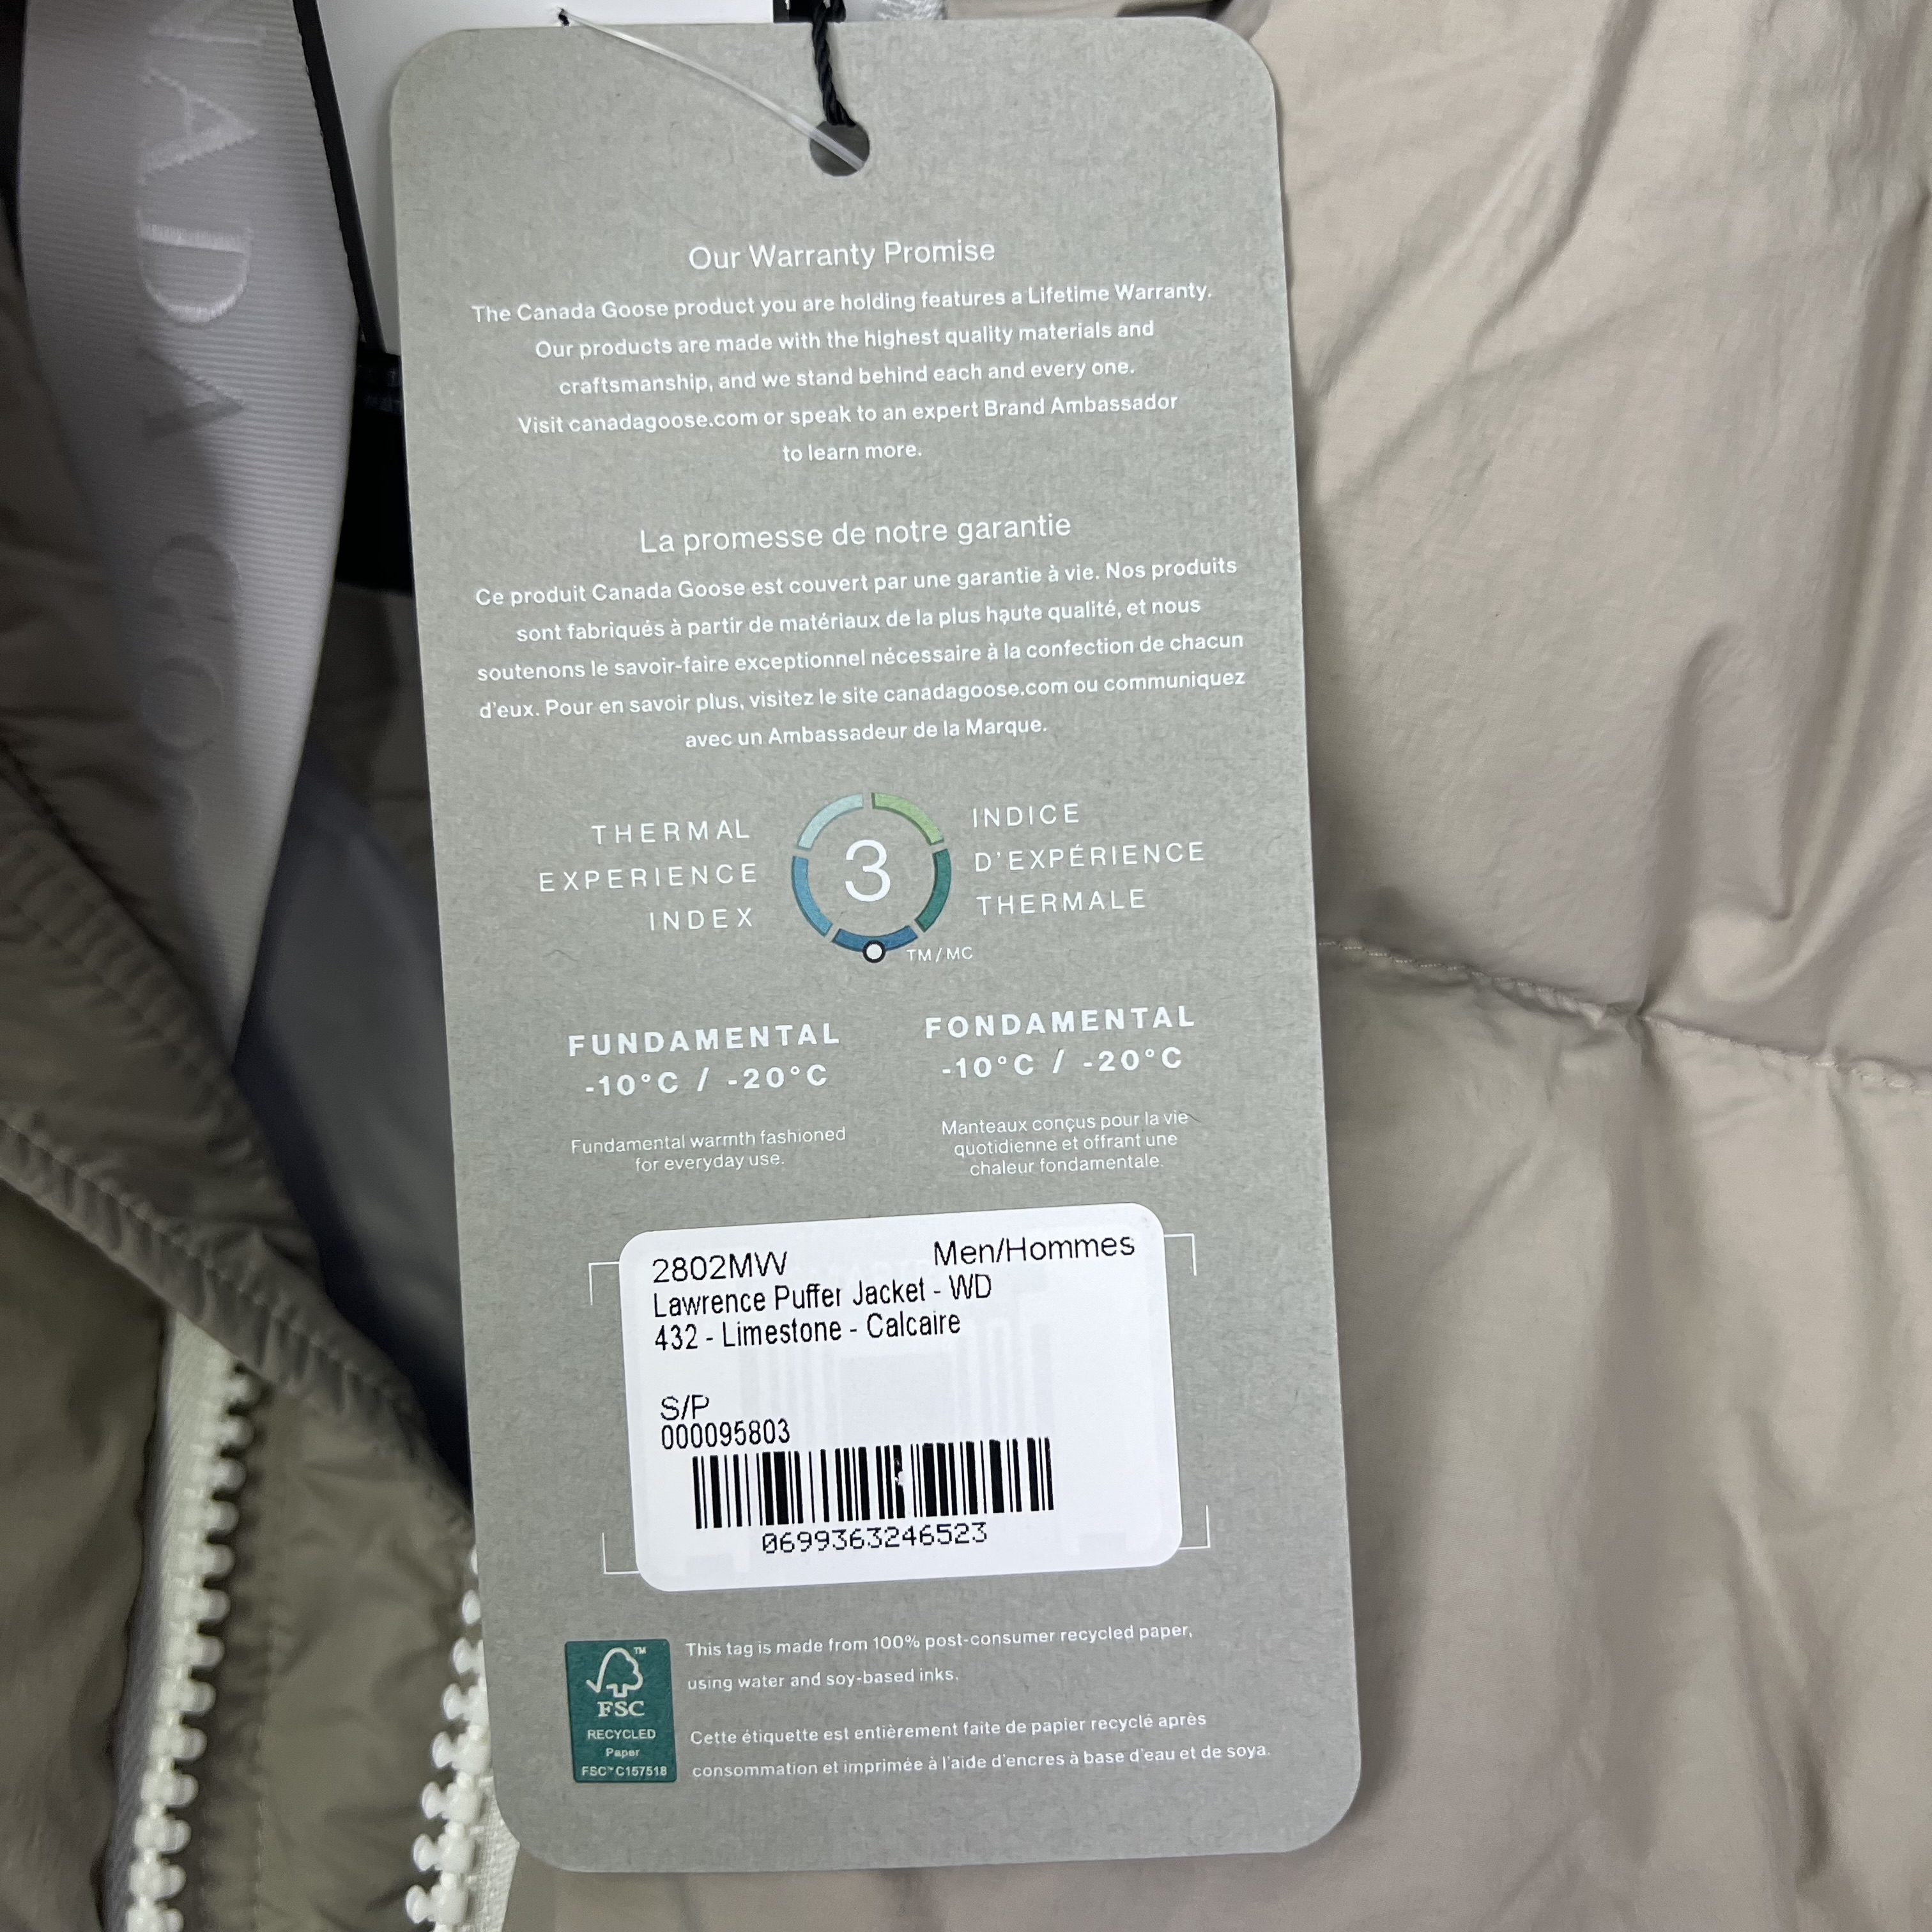 NADA GOO
Our Warranty Promise
The Canada Goose product you are holding features a Lifetime Warranty.
Our products are made with the highest quality materials and
craftsmanship, and we stand behind each and every one.
Visit canadagoose.com or speak to an expert Brand Ambassador
to learn more.
La promesse de notre garantie
Ce produit Canada Goose est couvert par une garantie à vie. Nos produits
sont fabriqués à partir de matériaux de la plus haute qualité, et nous
soutenons le savoir-faire exceptionnel nécessaire à la confection de chacun
d'eux. Pour en savoir plus, visitez le site canadagoose.com ou communiquez
avec un Ambassadeur de la Marque.
THERMAL
EXPERIENCE
INDEX
3
TM/MC
INDICE
D'EXPÉRIENCE
THERMALE
FUNDAMENTAL
-10°C / -20°C
Fundamental warmth fashioned
for everyday use.
FONDAMENTAL
-10°C / -20°C
Manteaux conçus pour la vie
quotidienne et offrant une
chaleur fondamentale.
2802MW Men/Hommes
Lawrence Puffer Jacket - WD
432 - Limestone - Calcaire
S/P
000095803
0699363246523
TM
FSC
RECYCLED
Paper
FSC™ C157518
This tag is made from 100% post-consumer recycled paper,
using water and soy-based inks.
Cette étiquette est entièrement faite de papier recyclé après
consommation et imprimée à l'aide d'encres à base d'eau et de soya.